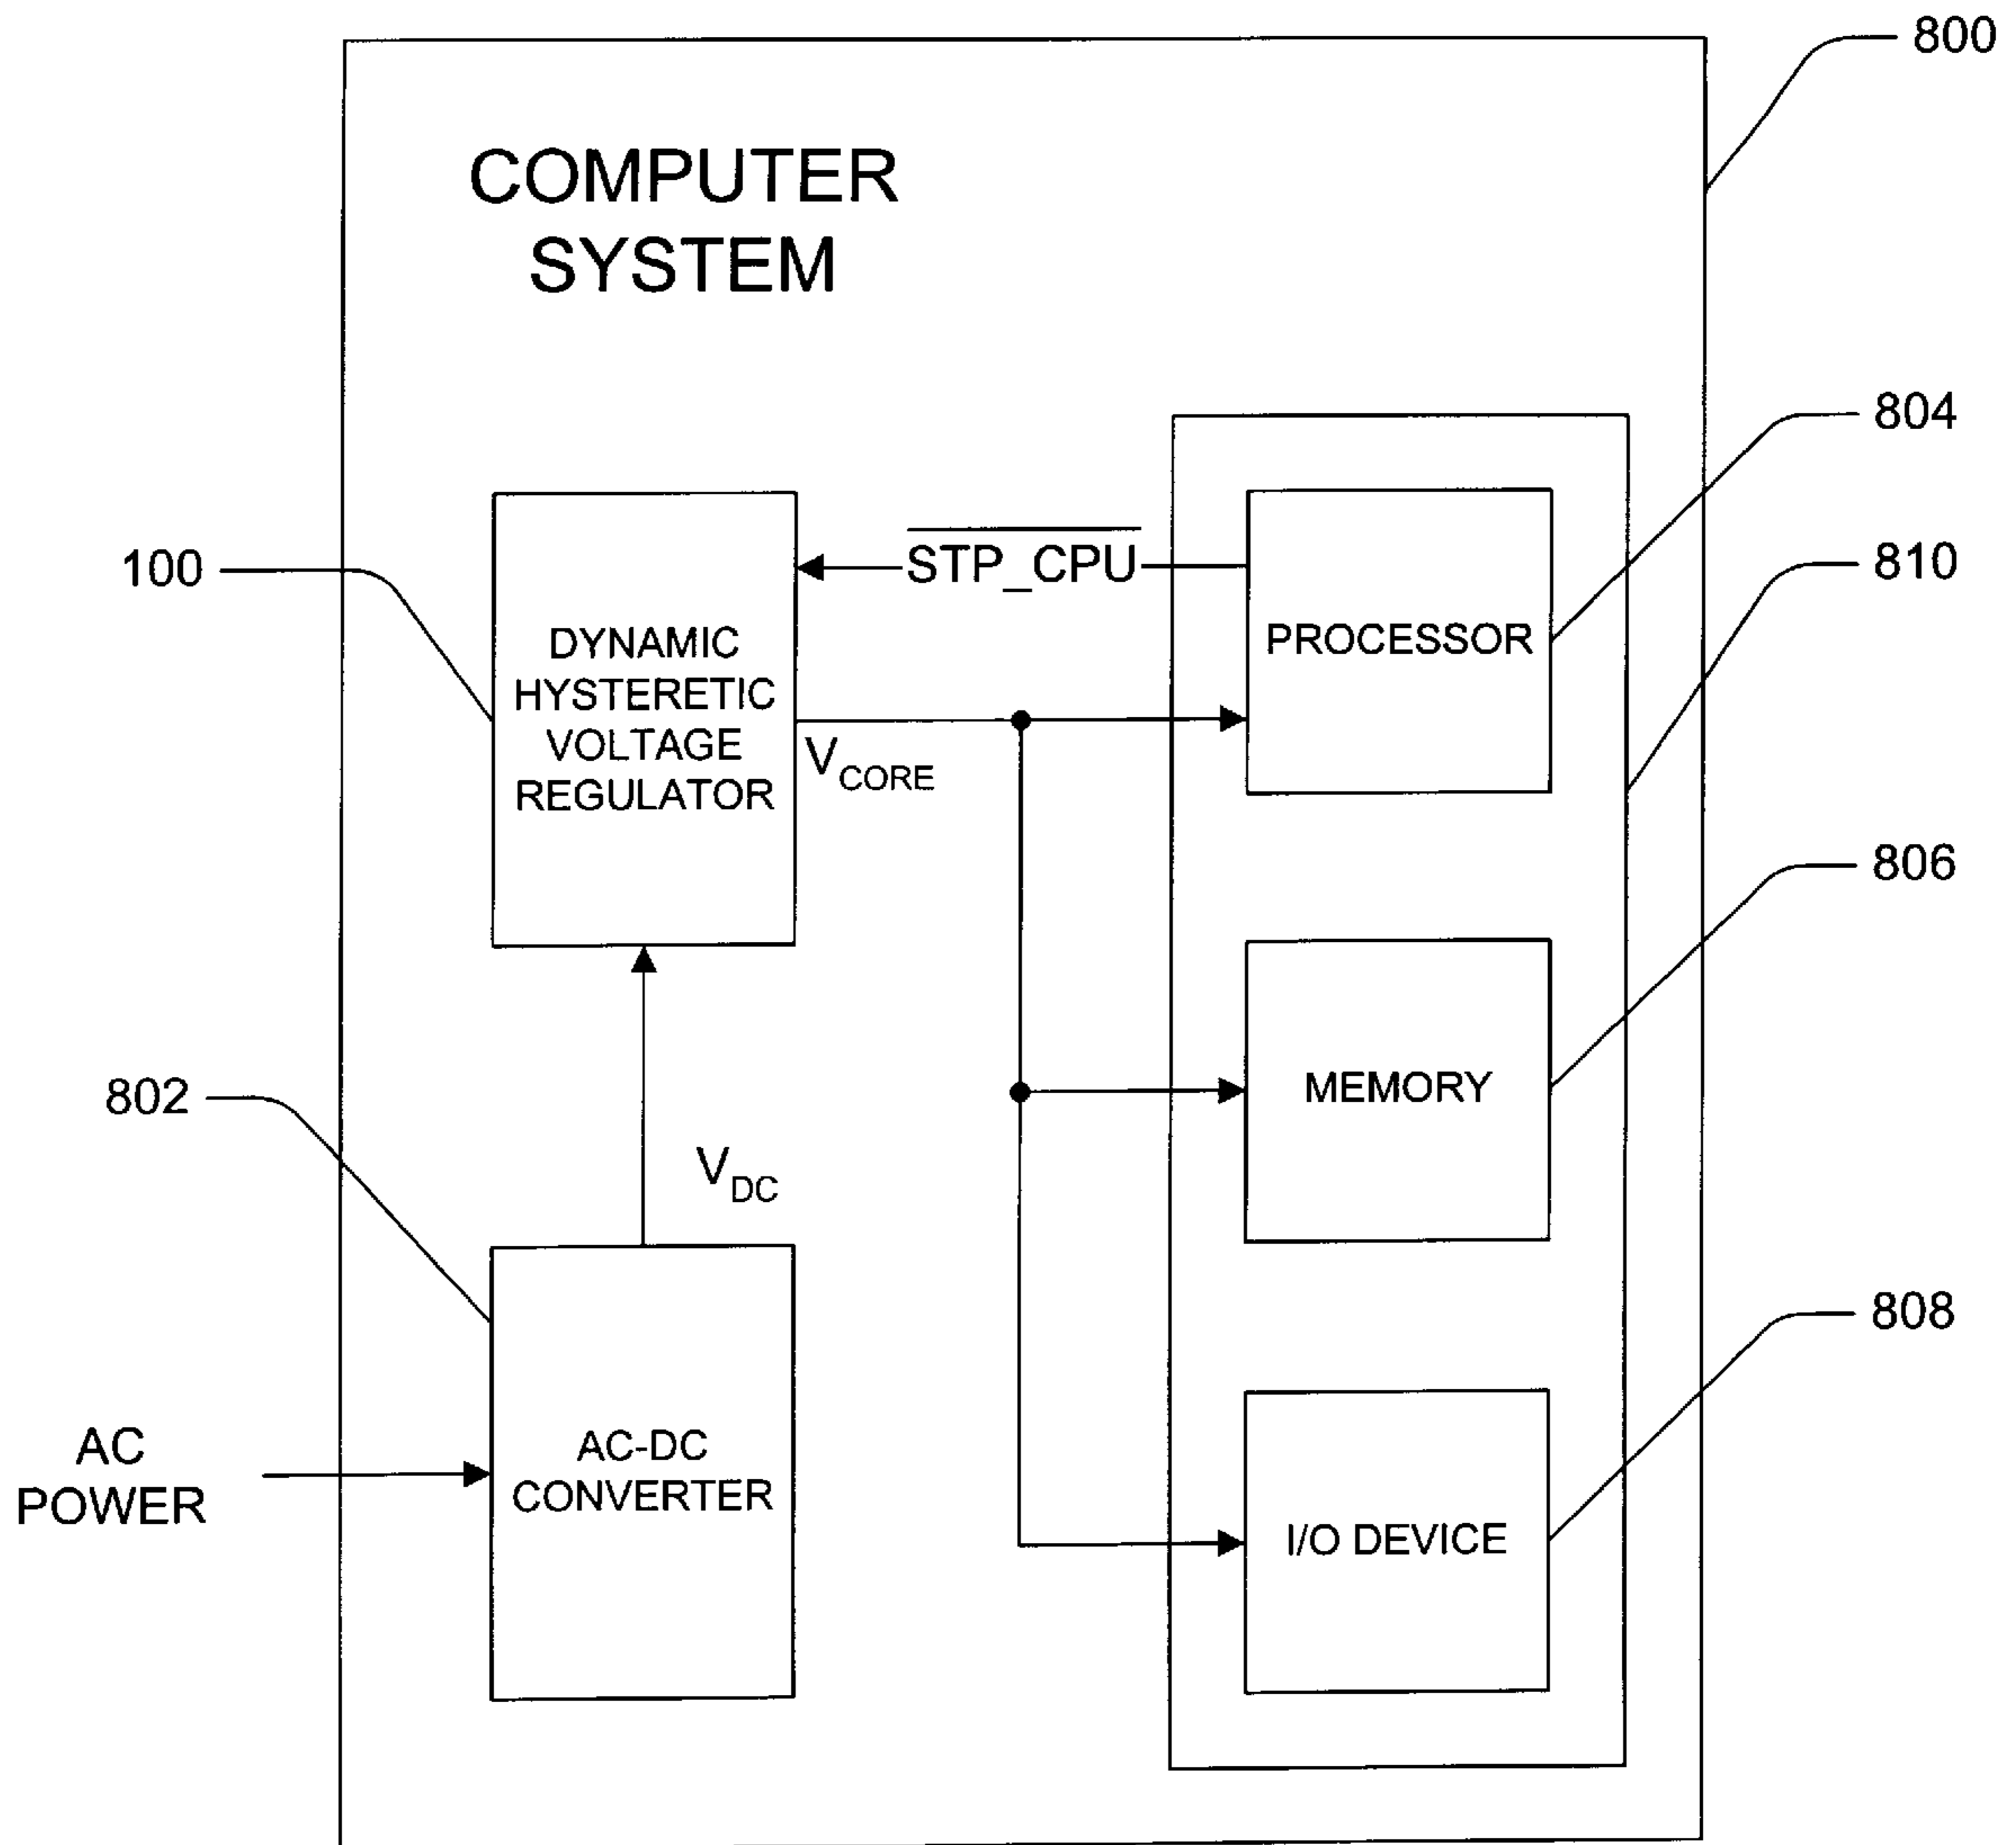 800
COMPUTER
SYSTEM
804
100
STP_CPU
810
DYNAMIC
HYSTERETIC
VOLTAGE
REGULATOR
PROCESSOR
VCORE
806
802
MEMORY
VDC
808
AC
POWER
AC-DC
CONVERTER
I/O DEVICE